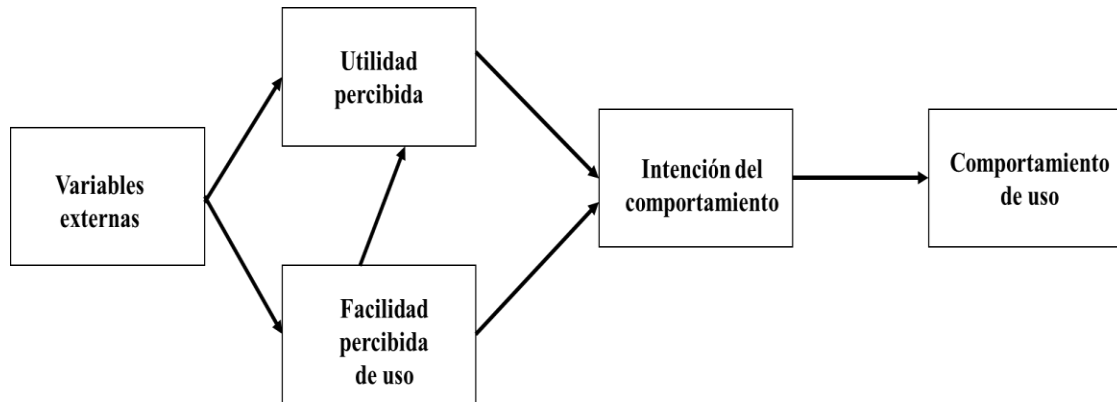 Utilidad
percibida
Variables
externas
Facilidad
percibida
de uso
Intención del
comportamiento
Comportamiento
de uso